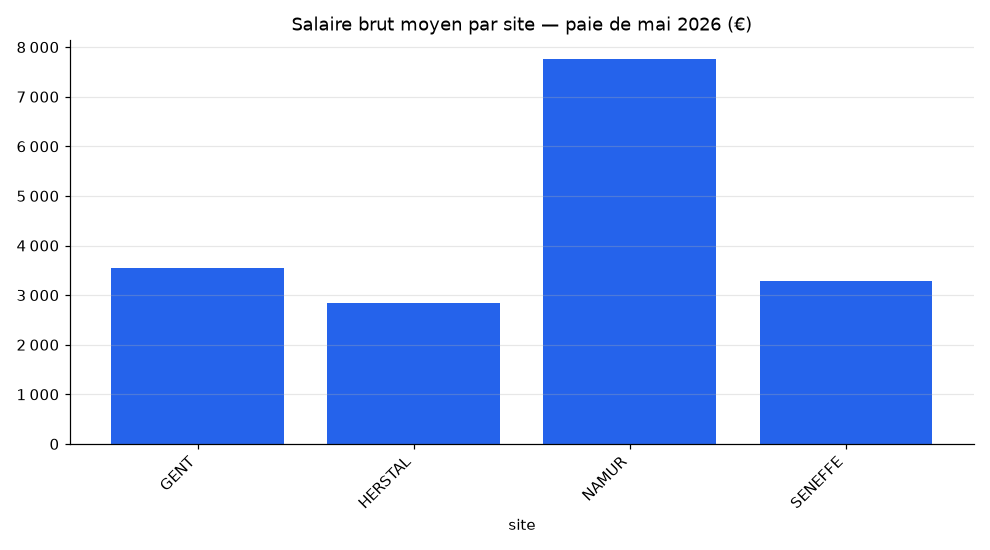 Salaire brut moyen par site — paie de mai 2026 (€)
8 000
7 000
6 000
5 000
4 000
3 000
2 000
1 000
0
GENT
HERSTAL
NAMUR
SENEFFE
site